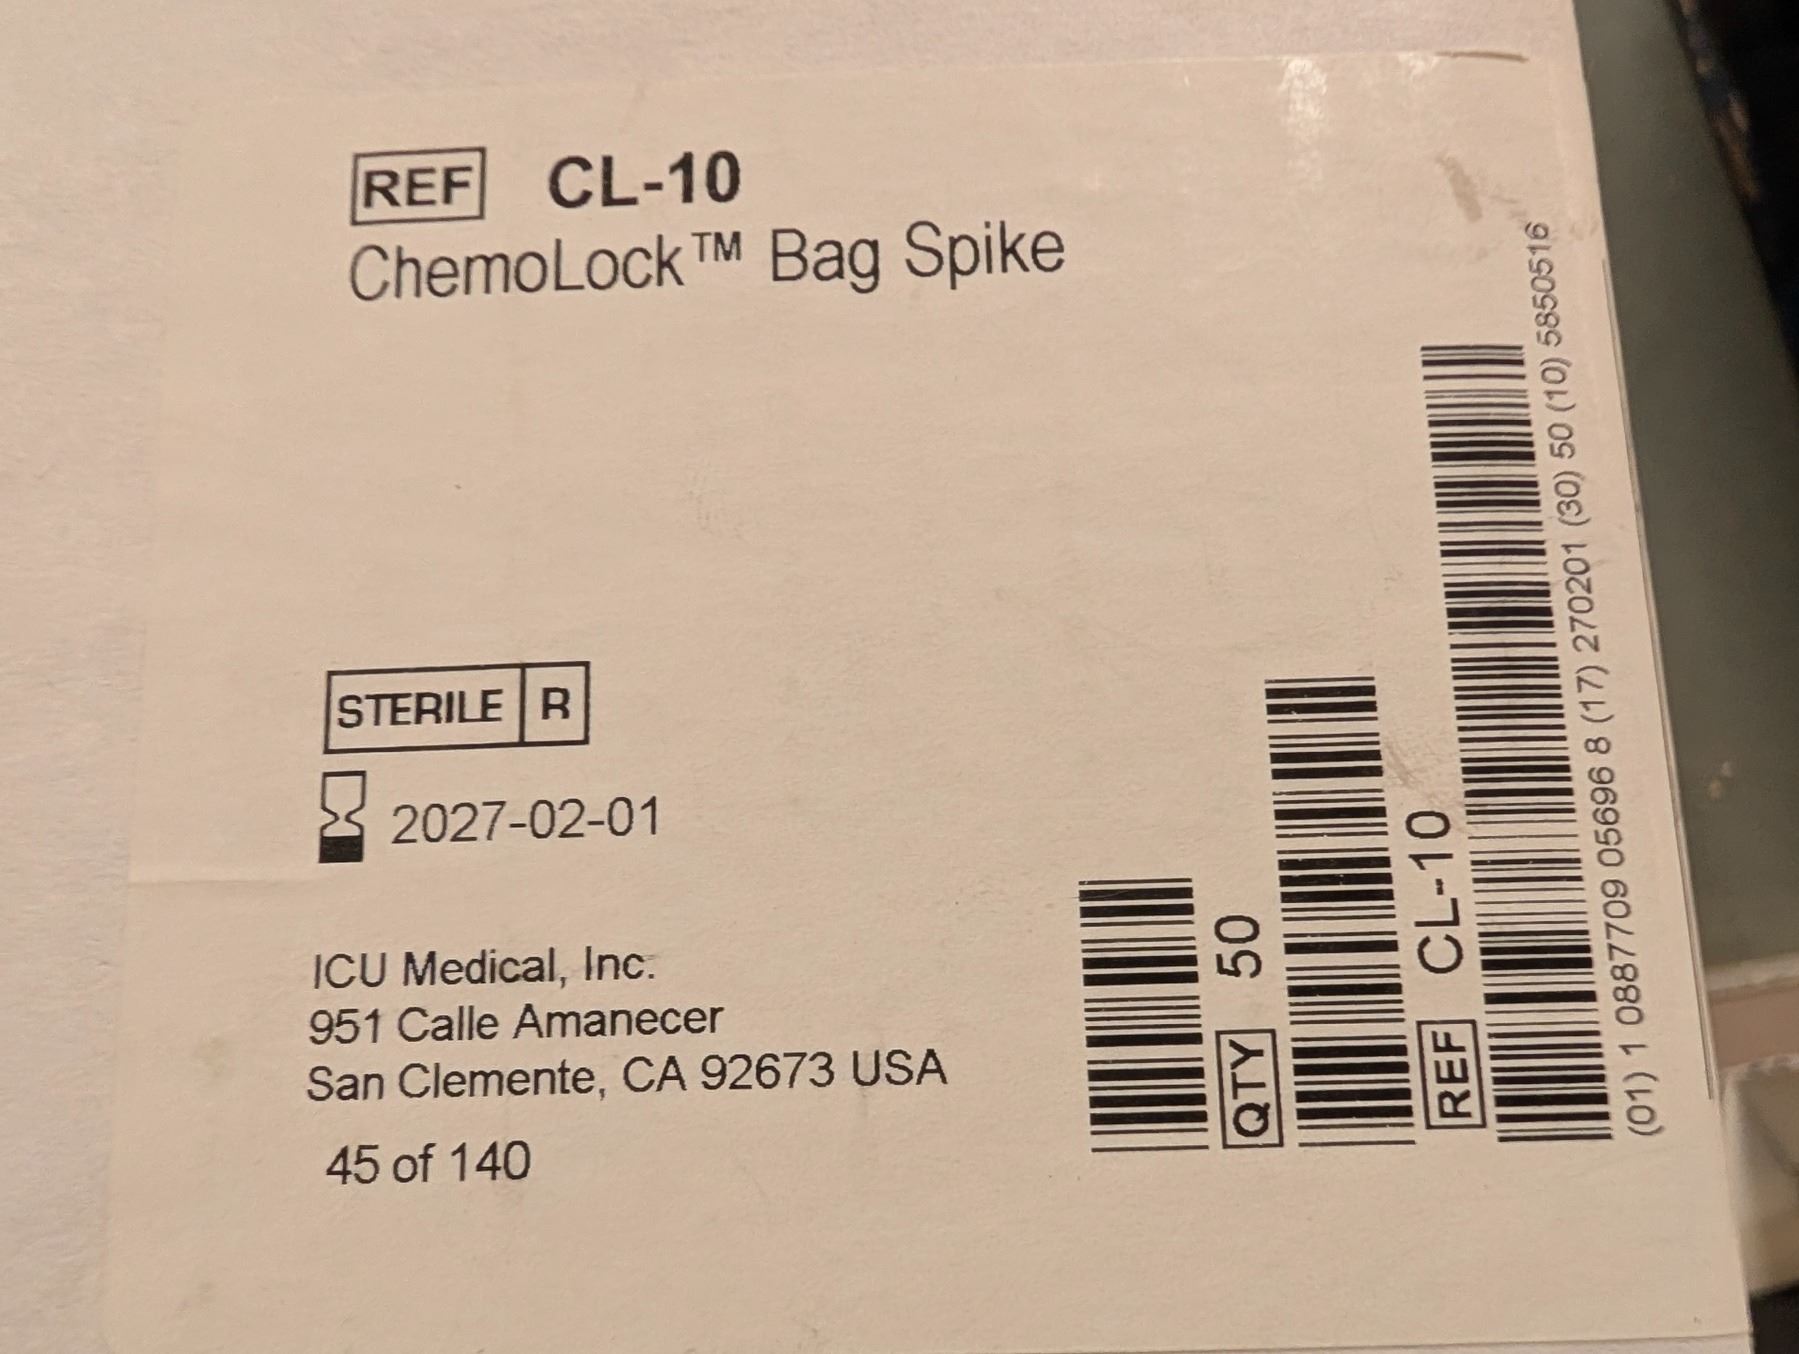 REF CL-10
ChemoLock™ Bag Spike
STERILE R
2027-02-01
ICU Medical, Inc.
951 Calle Amanecer
San Clemente, CA 92673 USA
45 of 140
QTY 50
REF CL-10
(01) 1 0887709 05696 8 (17) 270201 (30) 50 (10) 5850516